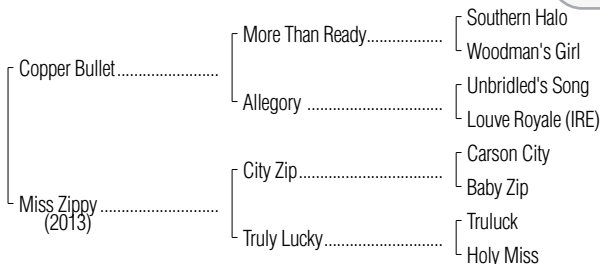 Southern Halo
More Than Ready
Woodman's Girl
Copper Bullet
Unbridled's Song
Allegory
Louve Royale (IRE)
Carson City
City Zip
Baby Zip
Miss Zippy
(2013)
Truluck
Truly Lucky
Holy Miss